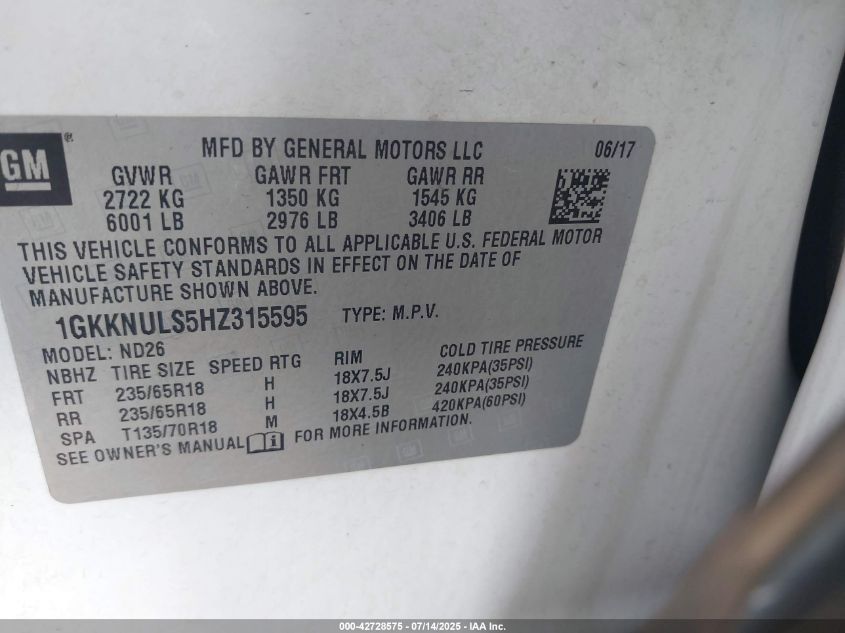 GM ®
MFD BY GENERAL MOTORS LLC 06/17
GVWR GAWR FRT GAWR RR
2722 KG 1350 KG 1545 KG
6001 LB 2976 LB 3406 LB
THIS VEHICLE CONFORMS TO ALL APPLICABLE U.S. FEDERAL MOTOR
VEHICLE SAFETY STANDARDS IN EFFECT ON THE DATE OF
MANUFACTURE SHOWN ABOVE.
1GKKNULS5HZ315595 TYPE: M.P.V.
MODEL: ND26
NBHZ TIRE SIZE SPEED RTG RIM COLD TIRE PRESSURE
FRT 235/65R18 H 18X7.5J 240KPA(35PSI)
RR 235/65R18 H 18X7.5J 240KPA(35PSI)
SPA T135/70R18 M 18X4.5B 420KPA(60PSI)
SEE OWNER'S MANUAL i FOR MORE INFORMATION.
000-42728575 - 07/14/2025 - IAA Inc.